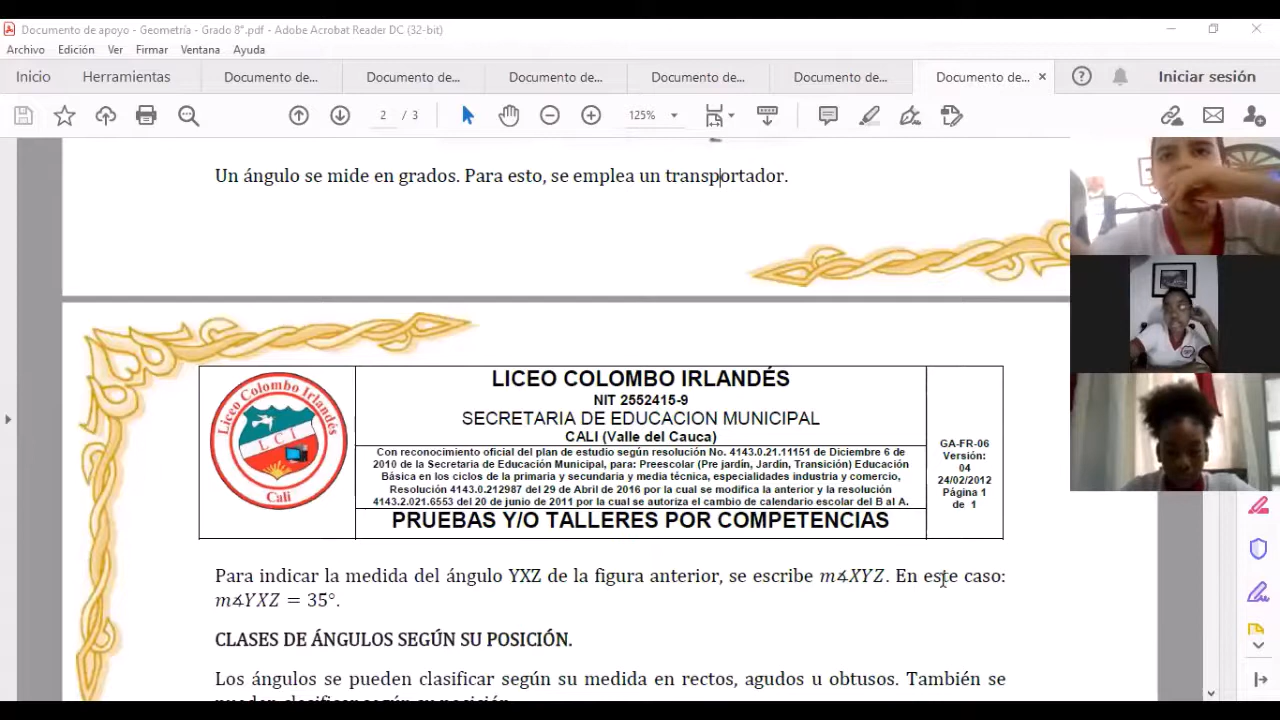 Documento de apoyo - Geometría - Grado 8°.pdf - Adobe Acrobat Reader DC (32-bit)
Archivo Edición Ver Firmar Ventana Ayuda
Inicio Herramientas Documento de... Documento de... Documento de... Documento de... Documento de... Documento de... Iniciar sesión
2 / 3 125%
Un ángulo se mide en grados. Para esto, se emplea un transportador.
Liceo Colombo Irlandés
L C I
Cali
LICEO COLOMBO IRLANDÉS
NIT 2552415-9
SECRETARIA DE EDUCACION MUNICIPAL
CALI (Valle del Cauca)
Con reconocimiento oficial del plan de estudio según resolución No. 4143.0.21.11151 de Diciembre 6 de
2010 de la Secretaria de Educación Municipal, para: Preescolar (Pre jardín, Jardín, Transición) Educación
Básica en los ciclos de la primaria y secundaria y media técnica, especialidades industria y comercio,
Resolución 4143.0.212987 del 29 de Abril de 2016 por la cual se modifica la anterior y la resolución
4143.2.021.6553 del 20 de junio de 2011 por la cual se autoriza el cambio de calendario escolar del B al A.
PRUEBAS Y/O TALLERES POR COMPETENCIAS
GA-FR-06
Versión:
04
24/02/2012
Página 1
de 1
Para indicar la medida del ángulo YXZ de la figura anterior, se escribe m∡XYZ. En este caso:
m∡YXZ = 35°.
CLASES DE ÁNGULOS SEGÚN SU POSICIÓN.
Los ángulos se pueden clasificar según su medida en rectos, agudos u obtusos. También se
pueden clasificar según su posición.